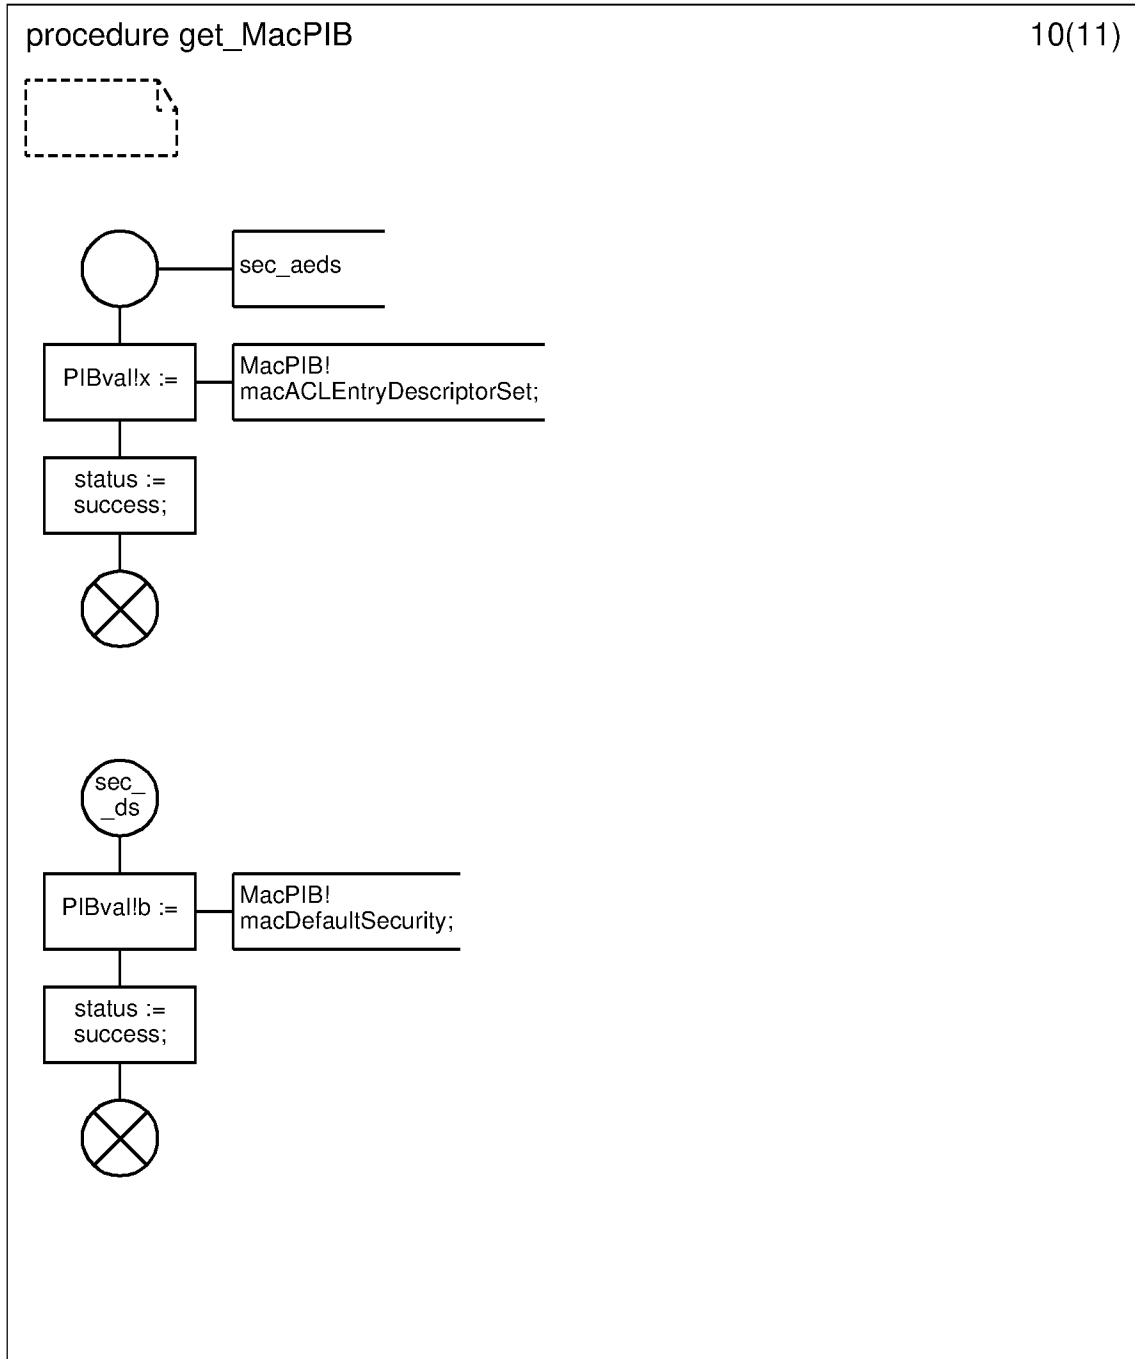 procedure get_MacPIB
10(11)
sec_aeds
PIBval!x :=
MacPIB!
macACLEntryDescriptorSet;
status :=
success;
sec_
_ds
PIBval!b :=
MacPIB!
macDefaultSecurity;
status :=
success;